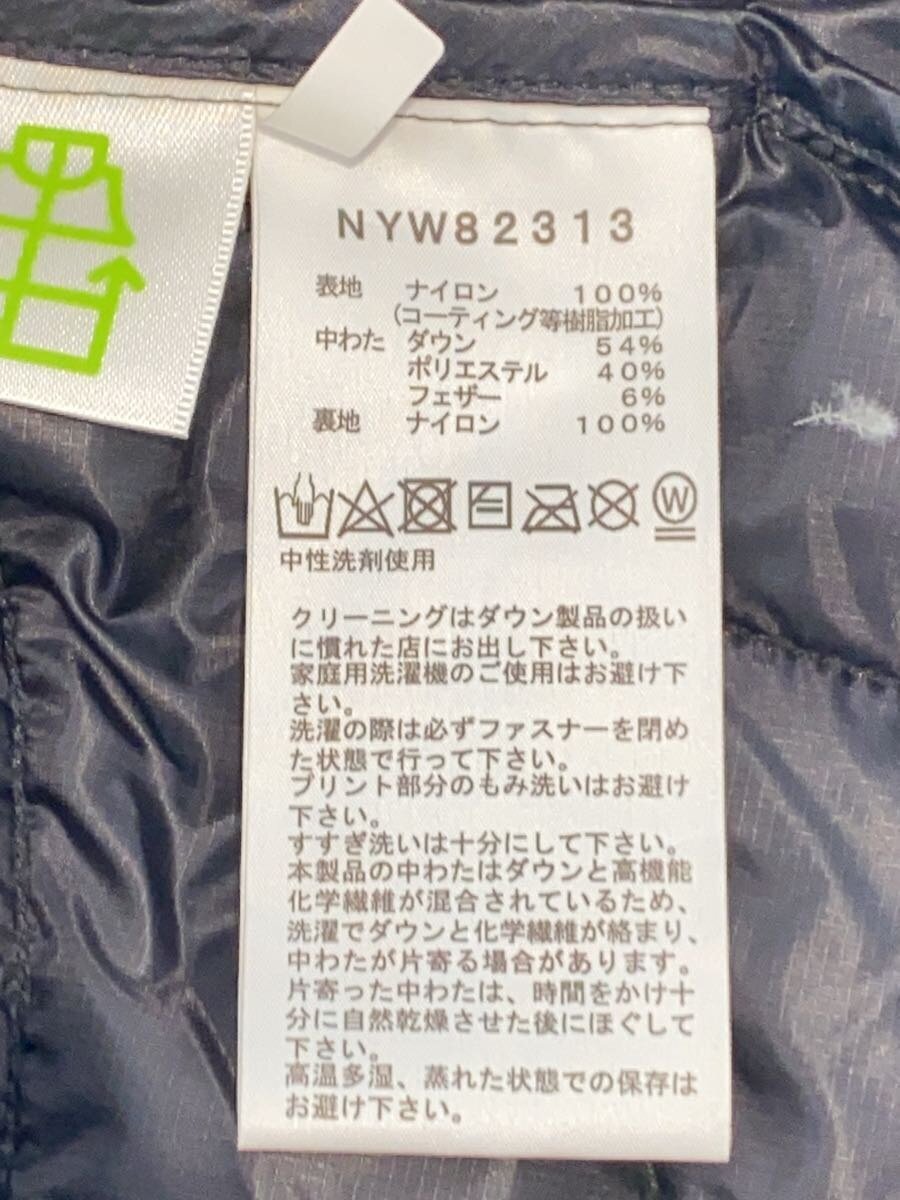 NYW82313
表地 ナイロン 100%
(コーティング等樹脂加工)
中わた ダウン 54%
ポリエステル 40%
フェザー 6%
裏地 ナイロン 100%
W
中性洗剤使用
クリーニングはダウン製品の扱い
に慣れた店にお出し下さい。
家庭用洗濯機のご使用はお避け下
さい。
洗濯の際は必ずファスナーを閉め
た状態で行って下さい。
プリント部分のもみ洗いはお避け
下さい。
すすぎ洗いは十分にして下さい。
本製品の中わたはダウンと高機能
化学繊維が混合されているため、
洗濯でダウンと化学繊維が絡まり、
中わたが片寄る場合があります。
片寄った中わたは、時間をかけ十
分に自然乾燥させた後にほぐして
下さい。
高温多湿、蒸れた状態での保存は
お避け下さい。